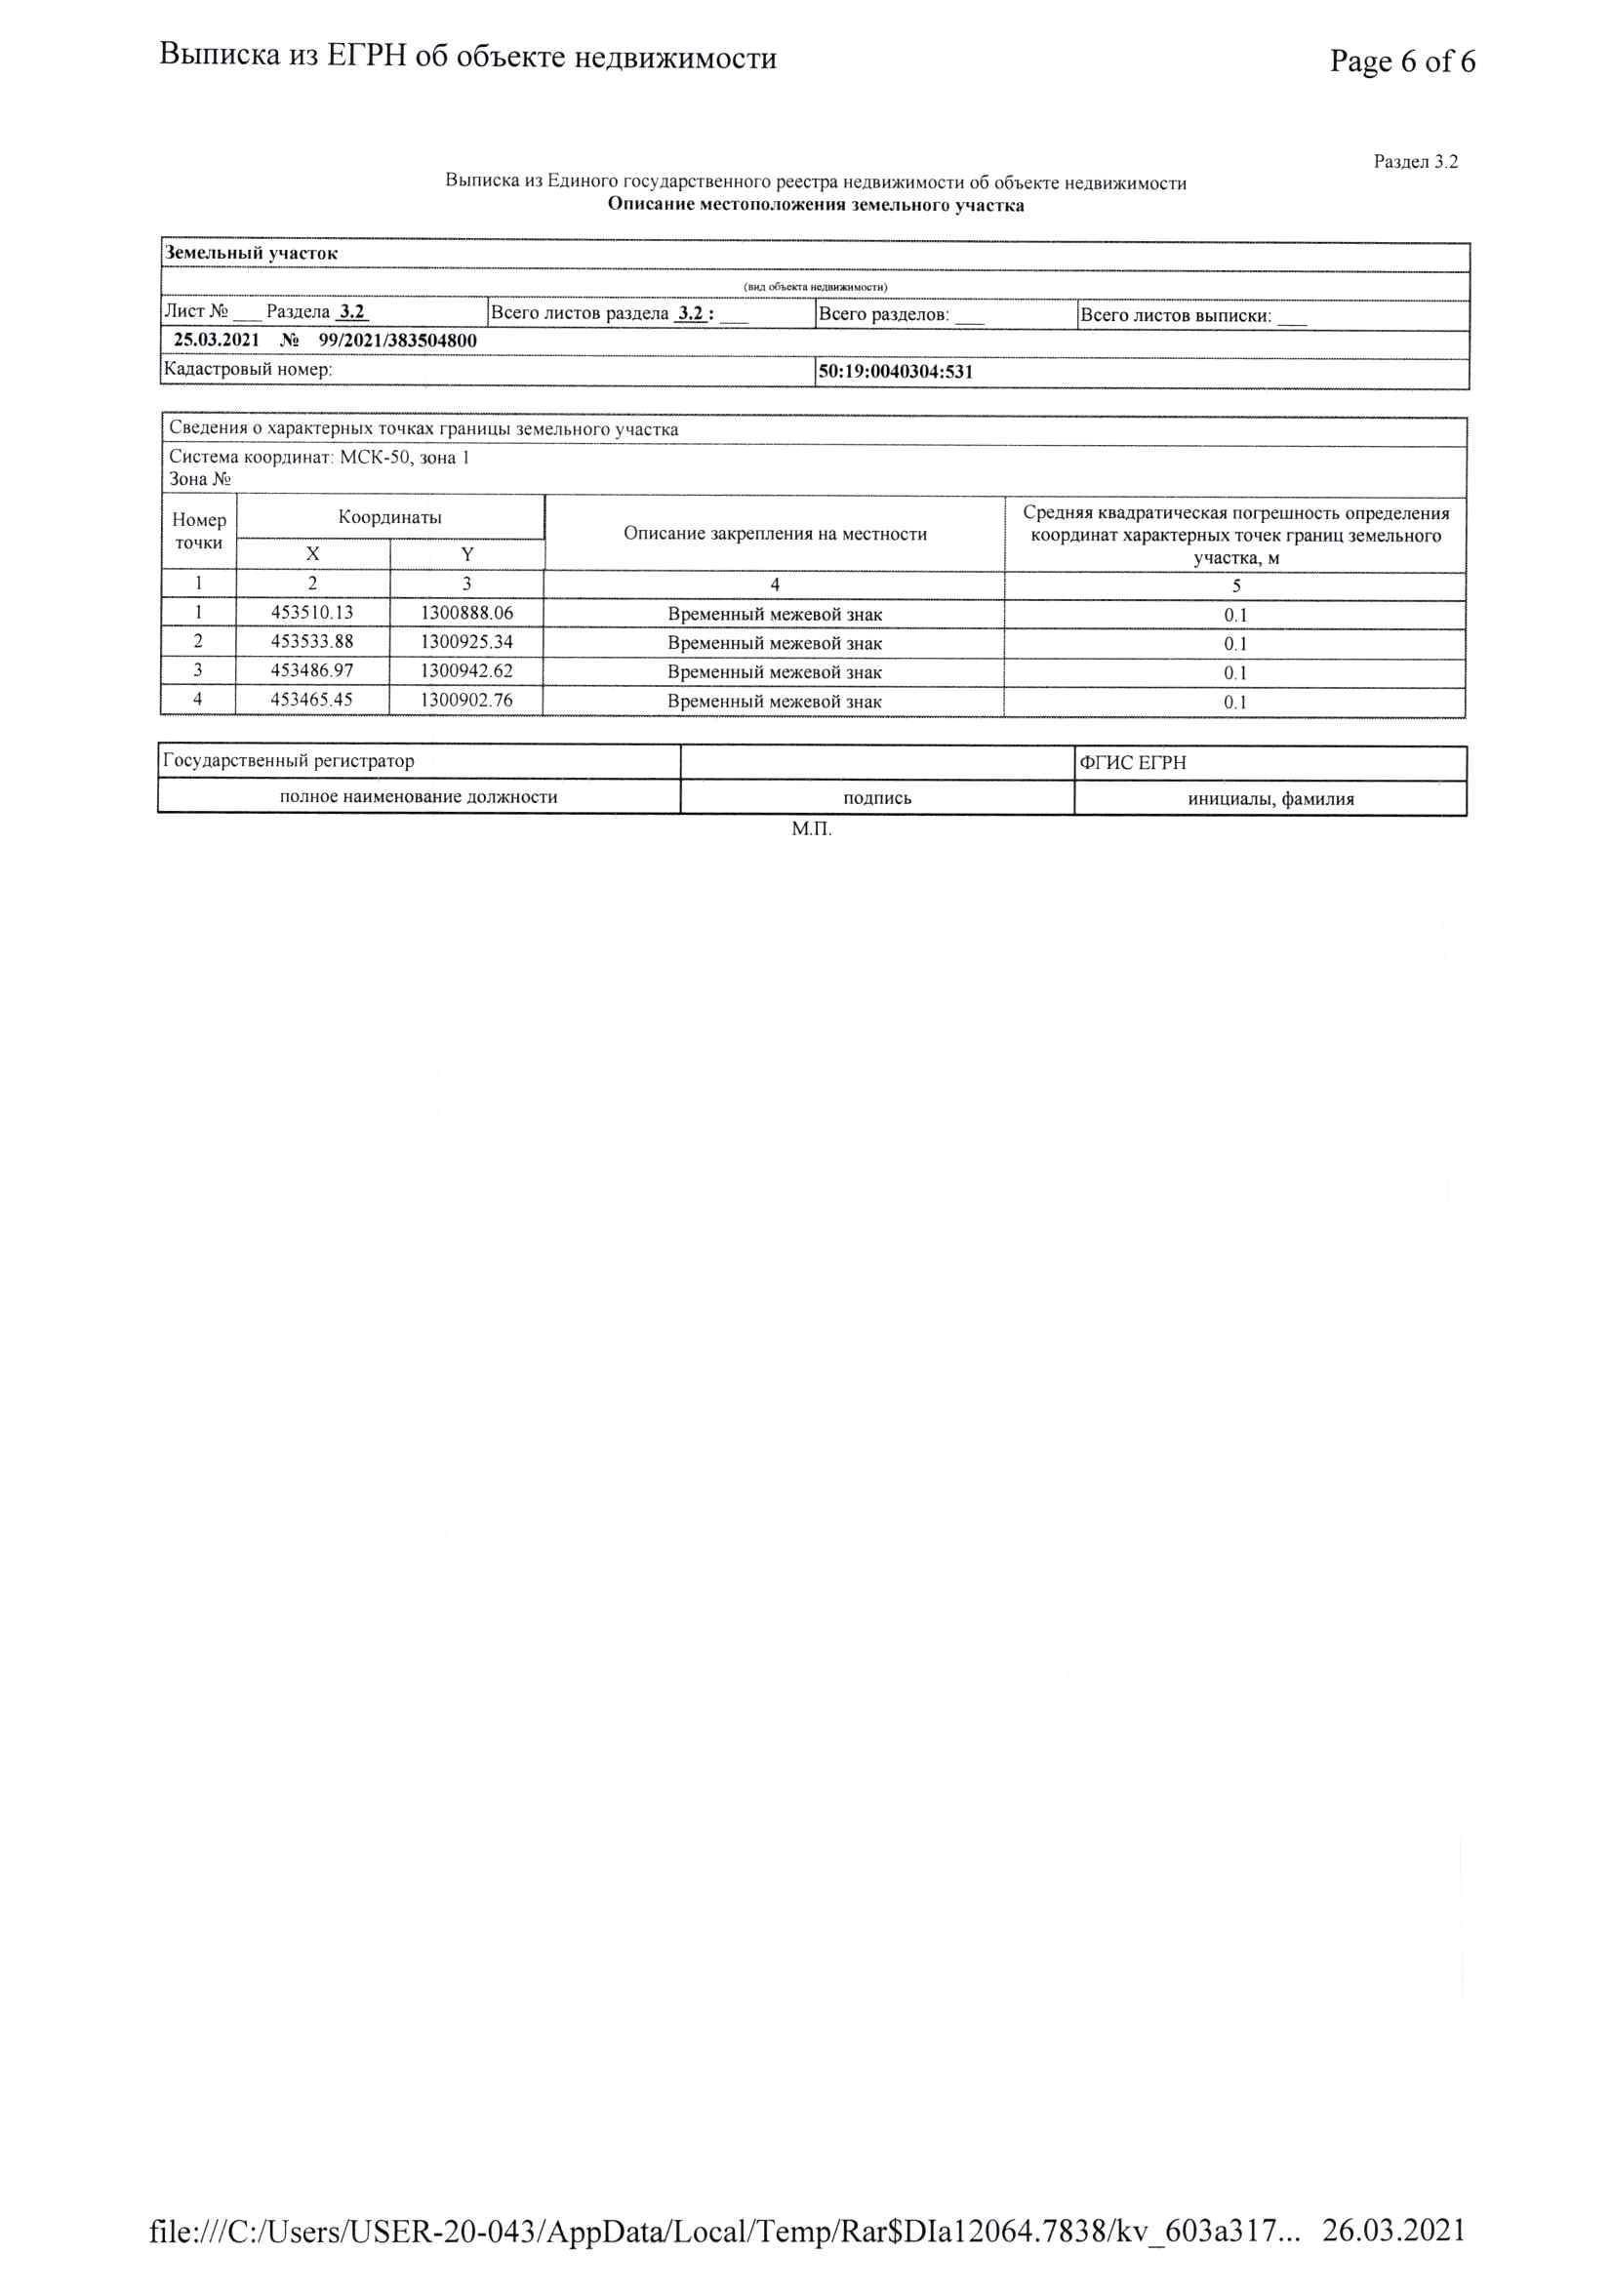 Выписка из ЕГРН об объекте недвижимости Page 6 of 6
Раздел 3.2
Выписка из Единого государственного реестра недвижимости об объекте недвижимости
Описание местоположения земельного участка
Земельный участок
(вид объекта недвижимости)
Лист № ___ Раздела 3.2 Всего листов раздела 3.2 : ___ Всего разделов: ___ Всего листов выписки: ___
25.03.2021 № 99/2021/383504800
Кадастровый номер: 50:19:0040304:531
Сведения о характерных точках границы земельного участка
Система координат: МСК-50, зона 1
Зона №
Номер точки Координаты Описание закрепления на местности Средняя квадратическая погрешность определения координат характерных точек границ земельного участка, м
X Y
1 2 3 4 5
1 453510.13 1300888.06 Временный межевой знак 0.1
2 453533.88 1300925.34 Временный межевой знак 0.1
3 453486.97 1300942.62 Временный межевой знак 0.1
4 453465.45 1300902.76 Временный межевой знак 0.1
Государственный регистратор ФГИС ЕГРН
полное наименование должности подпись инициалы, фамилия
М.П.
file:///C:/Users/USER-20-043/AppData/Local/Temp/Rar$DIa12064.7838/kv_603a317... 26.03.2021